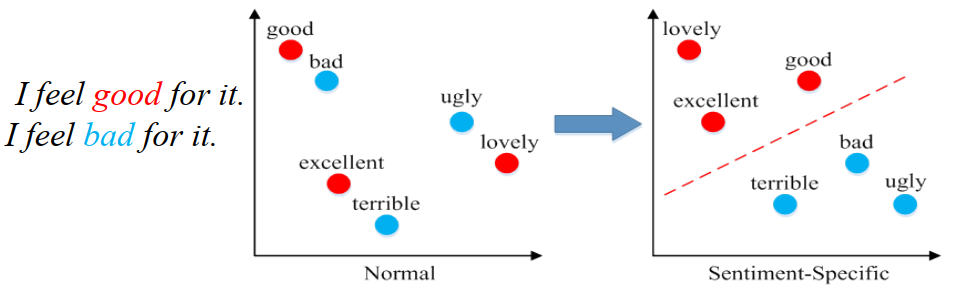 I feel good for it.
I feel bad for it.
good
bad
ugly
lovely
excellent
terrible
Normal
lovely
good
excellent
bad
terrible
ugly
Sentiment-Specific